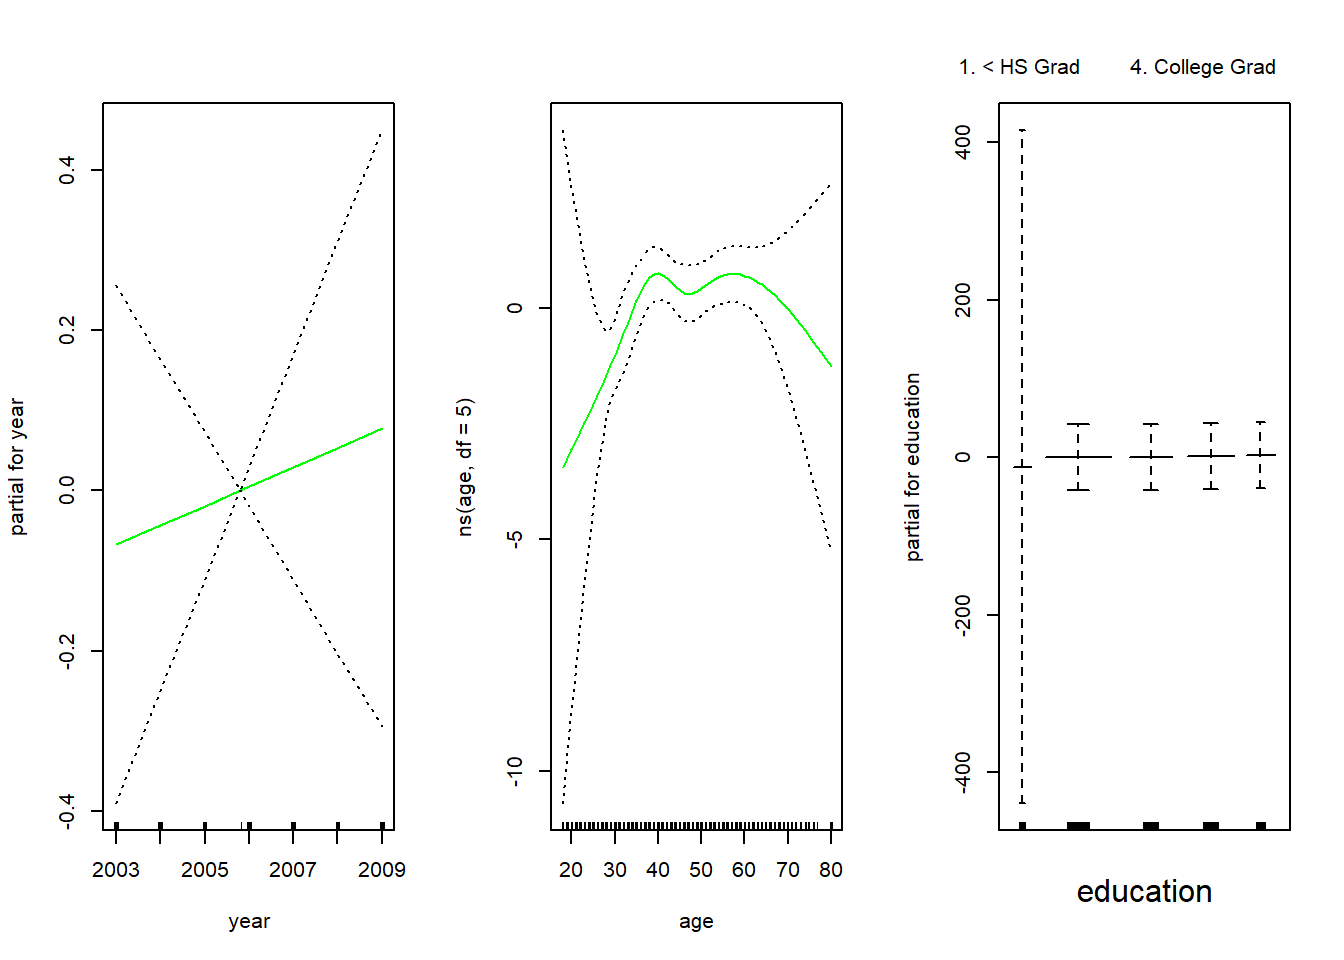 1. < HS Grad 4. College Grad
partial for year
0.4
0.2
0.0
-0.2
-0.4
2003 2005 2007 2009
year
ns(age, df = 5)
0
-5
-10
20 30 40 50 60 70 80
age
partial for education
400
200
0
-200
-400
education